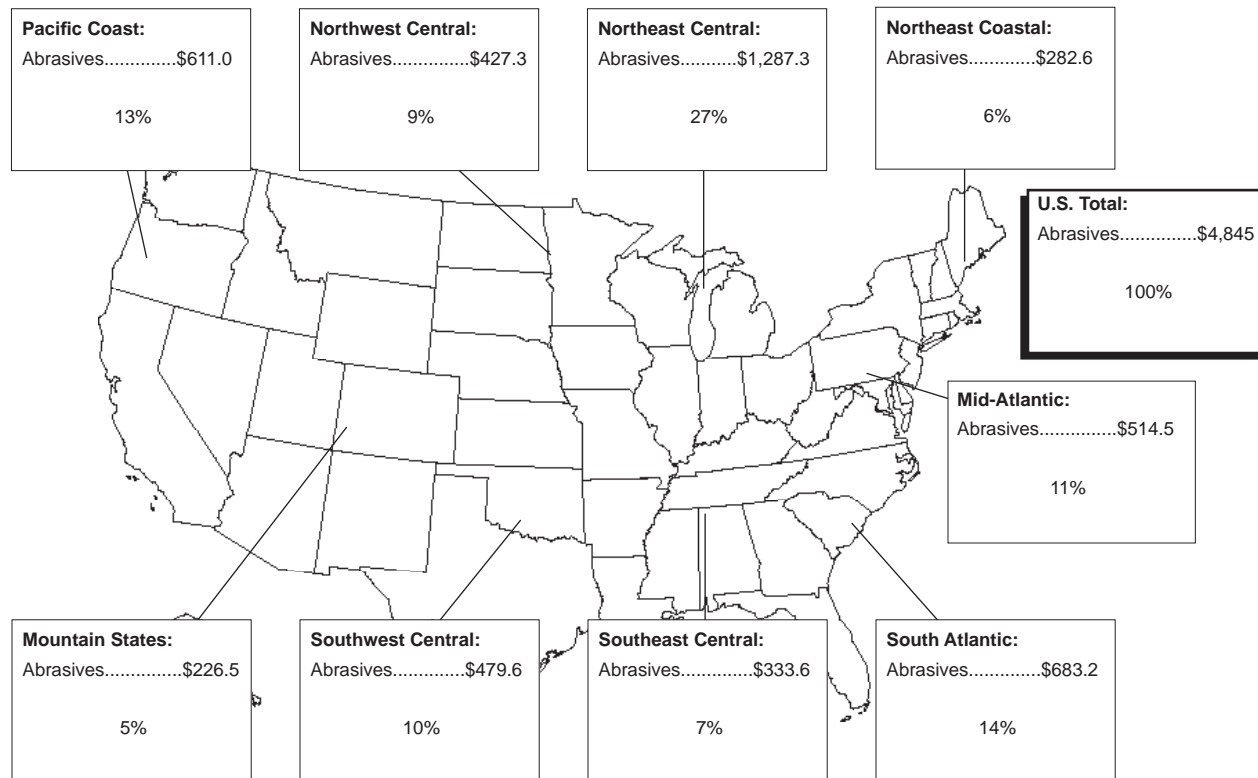 Pacific Coast:
Abrasives..............$611.0
13%
Northwest Central:
Abrasives...............$427.3
9%
Northeast Central:
Abrasives..............$1,287.3
27%
Northeast Coastal:
Abrasives.............$282.6
6%
U.S. Total:
Abrasives...............$4,845
100%
Mid-Atlantic:
Abrasives...............$514.5
11%
Mountain States:
Abrasives...............$226.5
5%
Southwest Central:
Abrasives..............$479.6
10%
Southeast Central:
Abrasives..............$333.6
7%
South Atlantic:
Abrasives..............$683.2
14%